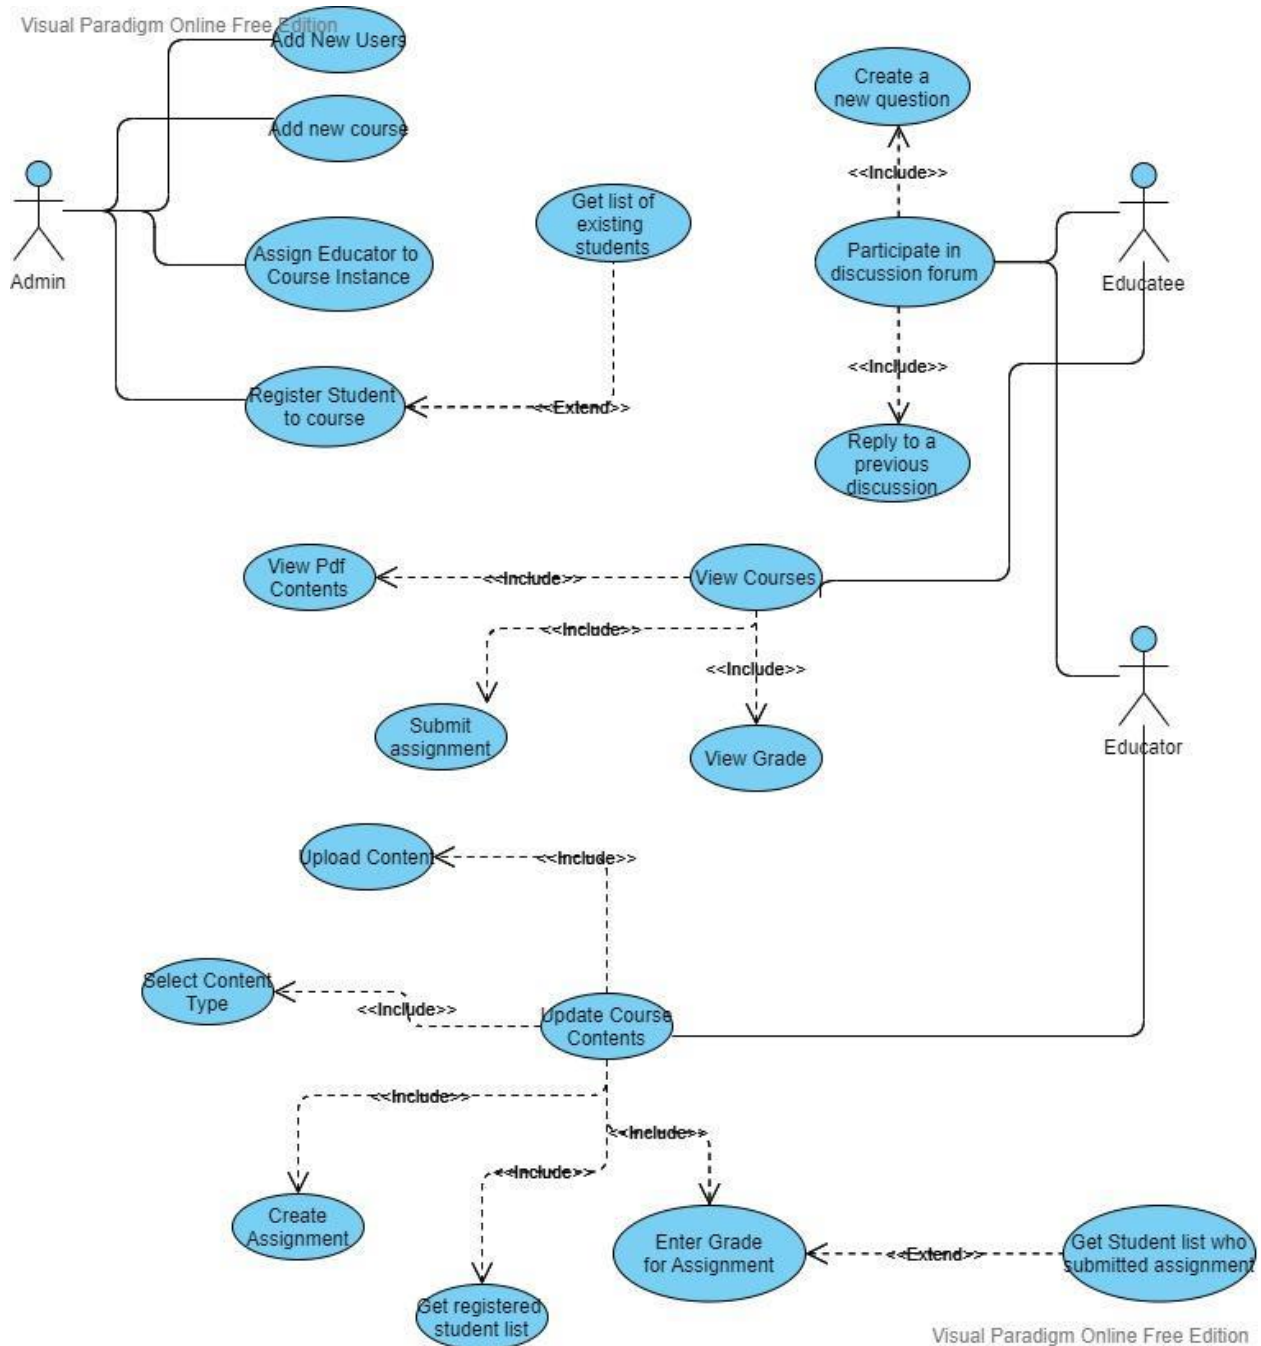 Visual Paradigm Online Free Edition
Add New Users
Create a
new question
Add new course
<<Include>>
Get list of
existing
students
Assign Educator to
Course Instance
Participate in
discussion forum
Admin
Educatee
<<Include>>
Register Student
to course
<<Extend>>
Reply to a
previous
discussion
View Pdf
Contents
<<Include>>
View Courses
<<Include>>
<<Include>>
Submit
assignment
View Grade
Educator
Upload Content
<<Include>>
Select Content
Type
<<Include>>
Update Course
Contents
<<Include>>
<<Include>>
<<Include>>
Create
Assignment
Enter Grade
for Assignment
<<Extend>>
Get Student list who
submitted assignment
Get registered
student list
Visual Paradigm Online Free Edition